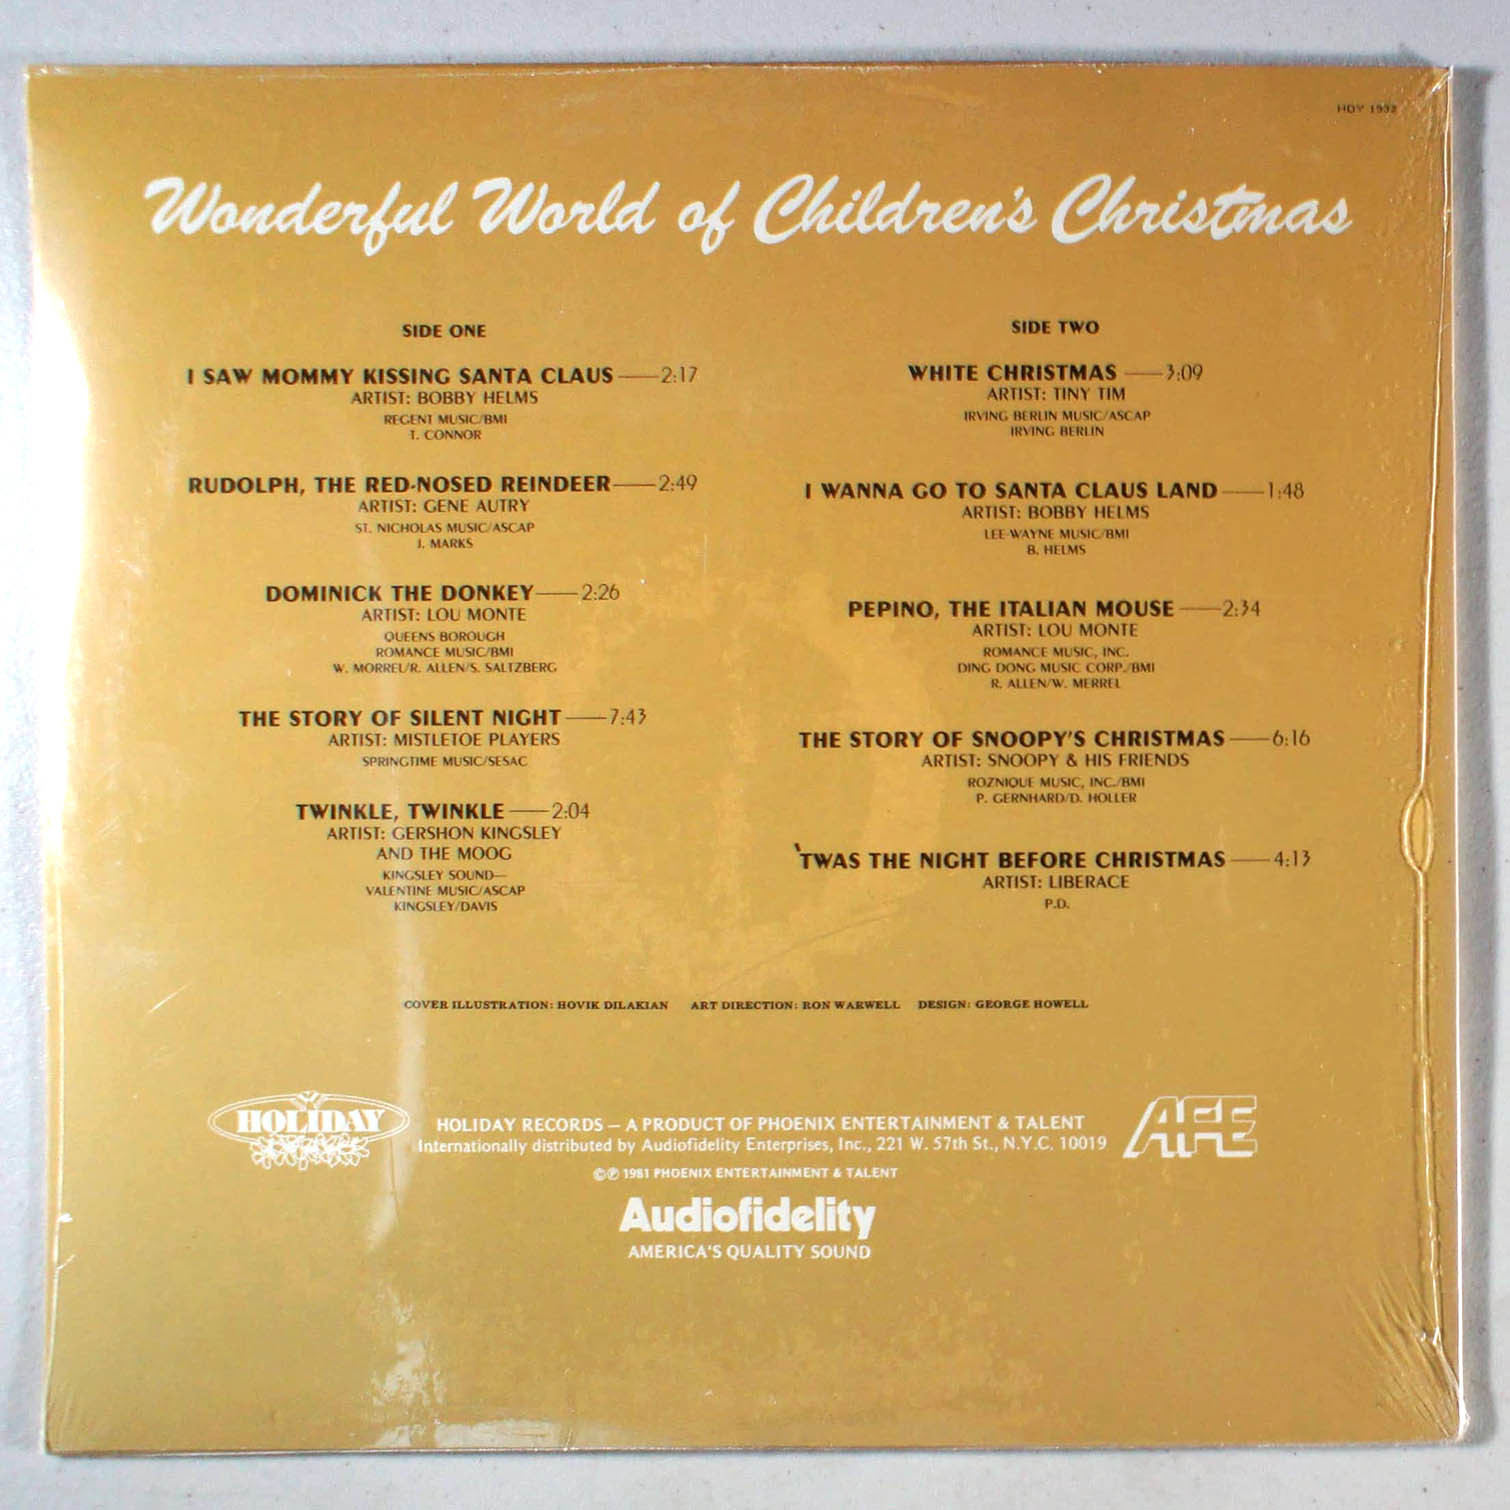 HDY 1932
Wonderful World of Children's Christmas
SIDE ONE
I SAW MOMMY KISSING SANTA CLAUS——2:17
ARTIST: BOBBY HELMS
REGENT MUSIC/BMI
T. CONNOR
RUDOLPH, THE RED-NOSED REINDEER——2:49
ARTIST: GENE AUTRY
ST. NICHOLAS MUSIC/ASCAP
J. MARKS
DOMINICK THE DONKEY——2:26
ARTIST: LOU MONTE
QUEENS BOROUGH
ROMANCE MUSIC/BMI
W. MORREL/R. ALLEN/S. SALTZBERG
THE STORY OF SILENT NIGHT——7:43
ARTIST: MISTLETOE PLAYERS
SPRINGTIME MUSIC/SESAC
TWINKLE, TWINKLE——2:04
ARTIST: GERSHON KINGSLEY
AND THE MOOG
KINGSLEY SOUND—
VALENTINE MUSIC/ASCAP
KINGSLEY/DAVIS
SIDE TWO
WHITE CHRISTMAS——3:09
ARTIST: TINY TIM
IRVING BERLIN MUSIC/ASCAP
IRVING BERLIN
I WANNA GO TO SANTA CLAUS LAND——1:48
ARTIST: BOBBY HELMS
LEE-WAYNE MUSIC/BMI
B. HELMS
PEPINO, THE ITALIAN MOUSE——2:34
ARTIST: LOU MONTE
ROMANCE MUSIC, INC.
DING DONG MUSIC CORP./BMI
R. ALLEN/W. MERREL
THE STORY OF SNOOPY'S CHRISTMAS——6:16
ARTIST: SNOOPY & HIS FRIENDS
ROZNIQUE MUSIC, INC./BMI
P. GERNHARD/D. HOLLER
'TWAS THE NIGHT BEFORE CHRISTMAS——4:13
ARTIST: LIBERACE
P.D.
COVER ILLUSTRATION: HOVIK DILAKIAN ART DIRECTION: RON WARWELL DESIGN: GEORGE HOWELL
HOLIDAY
HOLIDAY RECORDS — A PRODUCT OF PHOENIX ENTERTAINMENT & TALENT
Internationally distributed by Audiofidelity Enterprises, Inc., 221 W. 57th St., N.Y.C. 10019
AFE
©℗ 1981 PHOENIX ENTERTAINMENT & TALENT
Audiofidelity
AMERICA'S QUALITY SOUND